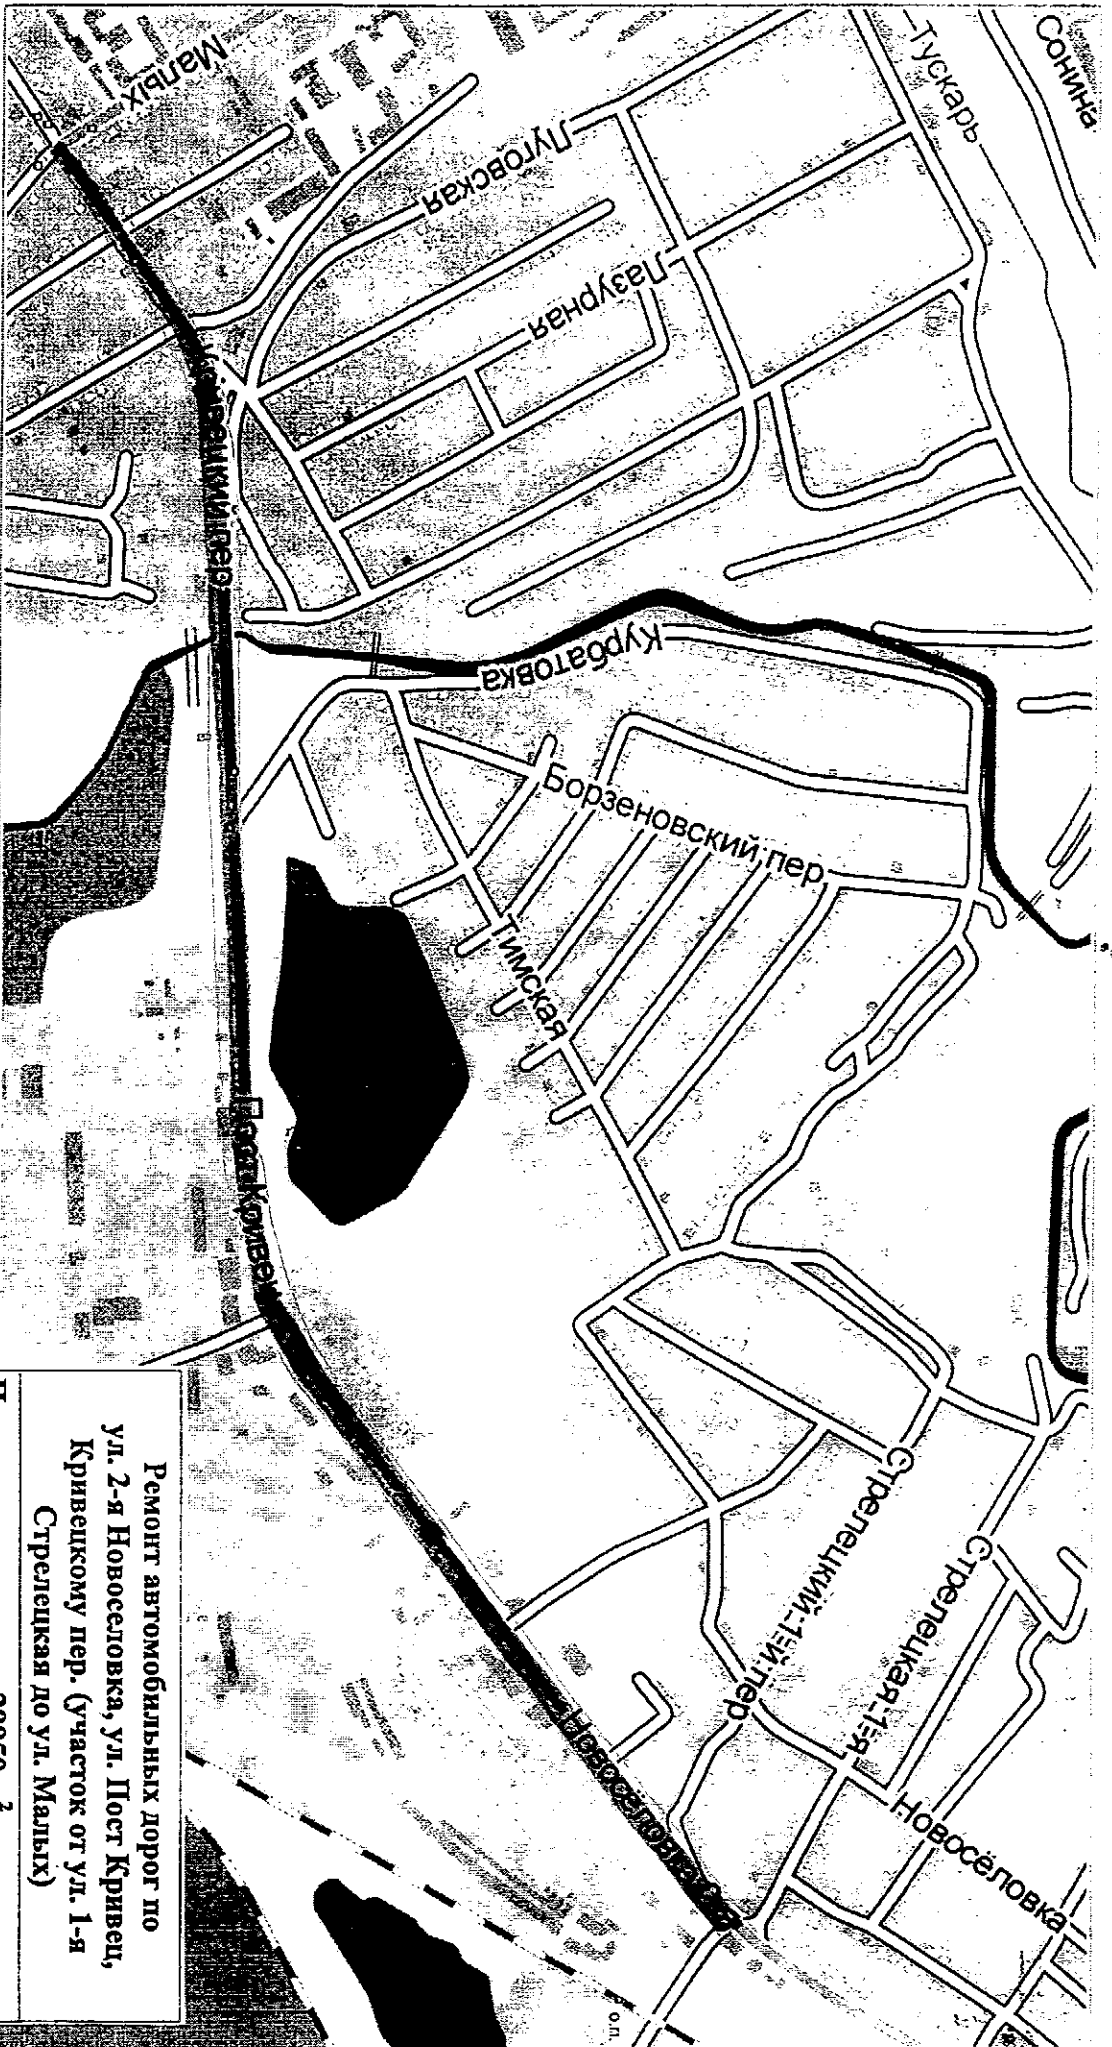 Сонина
Тускарь
Малых
Луговская
Лазурная
Курбатовка
Борзеновский пер
Тимская
Стрелецкий-1-й пер
Стрелецкая-1-я
Новосёловка
Новосёловка
Пост Кривец
о.п.
Ремонт автомобильных дорог по
ул. 2-я Новоселовка, ул. Пост Кривец,
Кривецкому пер. (участок от ул. 1-я
Стрелецкая до ул. Малых)